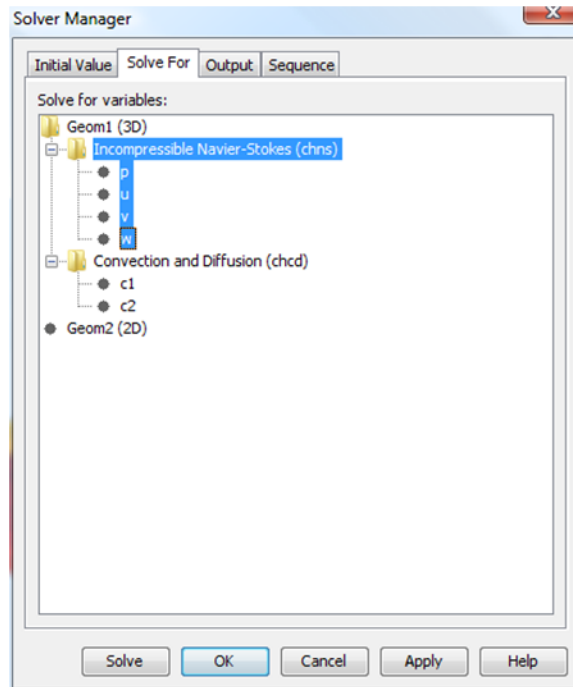 Solver Manager
Initial Value Solve For Output Sequence
Solve for variables:
Geom1 (3D)
Incompressible Navier-Stokes (chns)
p
u
v
w
Convection and Diffusion (chcd)
c1
c2
Geom2 (2D)
Solve OK Cancel Apply Help